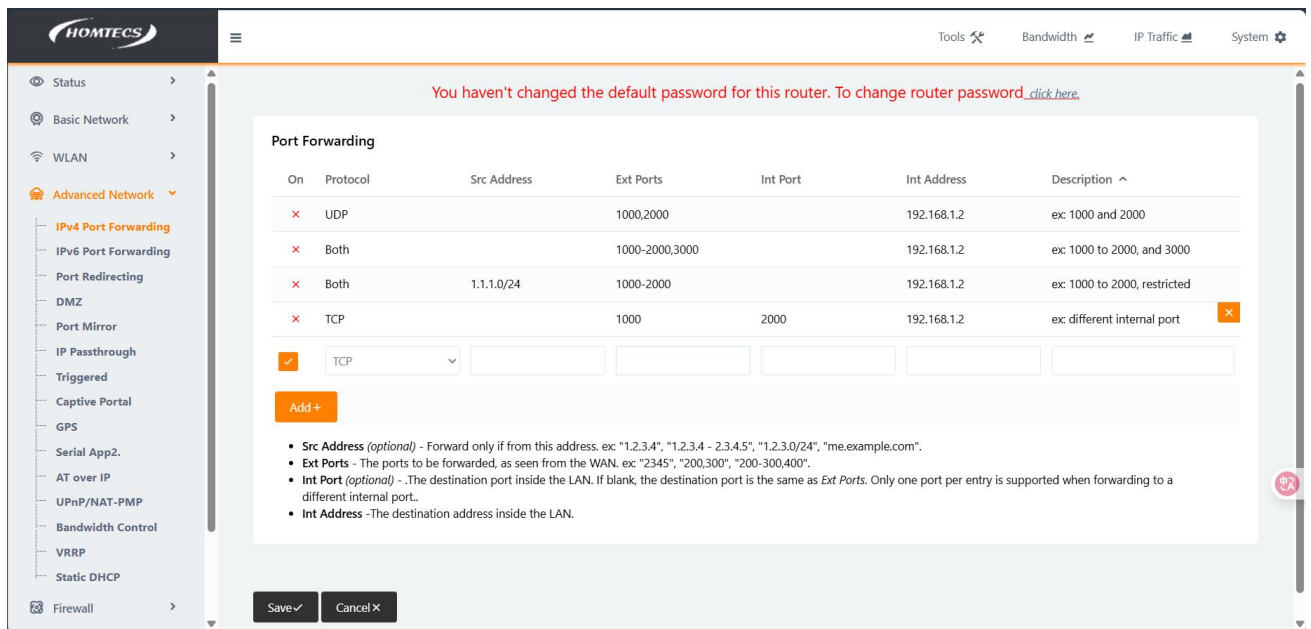 HOMTECS
Tools
Bandwidth
IP Traffic
System
Status
Basic Network
WLAN
Advanced Network
IPv4 Port Forwarding
IPv6 Port Forwarding
Port Redirecting
DMZ
Port Mirror
IP Passthrough
Triggered
Captive Portal
GPS
Serial App2.
AT over IP
UPnP/NAT-PMP
Bandwidth Control
VRRP
Static DHCP
Firewall
You haven't changed the default password for this router. To change router password click here.
Port Forwarding
On Protocol Src Address Ext Ports Int Port Int Address Description
UDP 1000,2000 192.168.1.2 ex: 1000 and 2000
Both 1000-2000,3000 192.168.1.2 ex: 1000 to 2000, and 3000
Both 1.1.1.0/24 1000-2000 192.168.1.2 ex: 1000 to 2000, restricted
TCP 1000 2000 192.168.1.2 ex: different internal port
TCP
Add +
• Src Address (optional) - Forward only if from this address. ex: "1.2.3.4", "1.2.3.4 - 2.3.4.5", "1.2.3.0/24", "me.example.com".
• Ext Ports - The ports to be forwarded, as seen from the WAN. ex: "2345", "200,300", "200-300,400".
• Int Port (optional) - .The destination port inside the LAN. If blank, the destination port is the same as Ext Ports. Only one port per entry is supported when forwarding to a
different internal port..
• Int Address -The destination address inside the LAN.
Save
Cancel